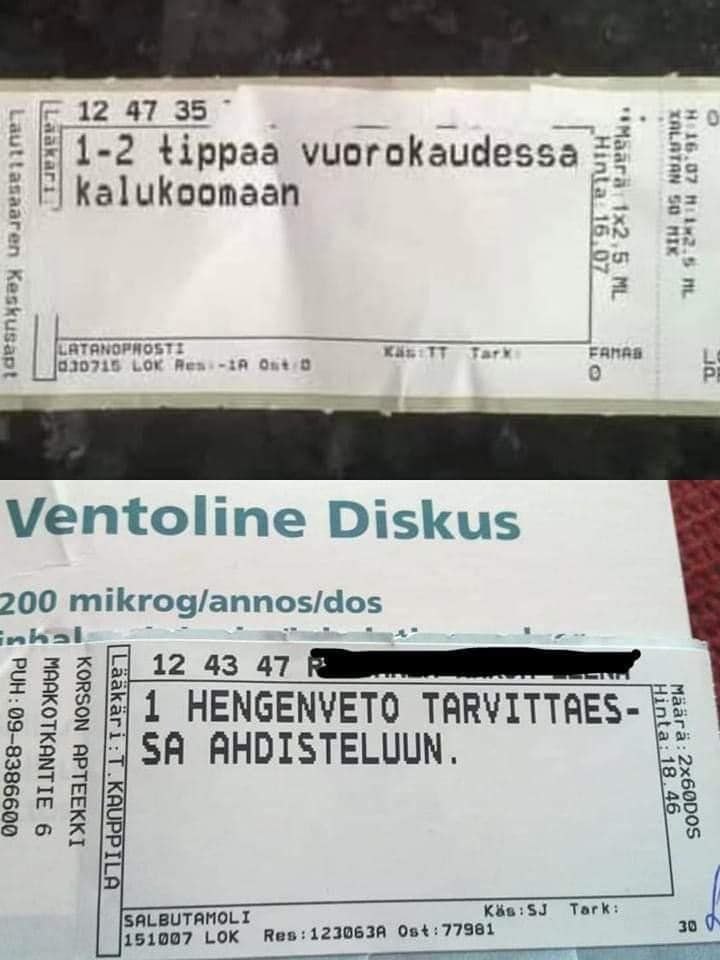 12 47 35
1-2 tippaa vuorokaudessa
kalukoomaan
Lääkäri:
Lauttasaaren Keskusapt
Määrä: 1x2,5 ML
Hinta: 16,07
H:16,07 M:1x2,5 ML
XALATAN 50 MIK
LATANOPROSTI
030715 LOK Res:-1A Ost:0
Käs:TT Tark:
FAMAB
0
Ventoline Diskus
200 mikrog/annos/dos
12 43 47
1 HENGENVETO TARVITTAES-
SA AHDISTELUUN.
Lääkäri:T.KAUPPILA
KORSON APTEEKKI
MAAKOTKANTIE 6
PUH:09-8386600
Määrä:2x60DOS
Hinta:18.46
SALBUTAMOLI
151007 LOK Res:123063A Ost:77981
Käs:SJ Tark:
30